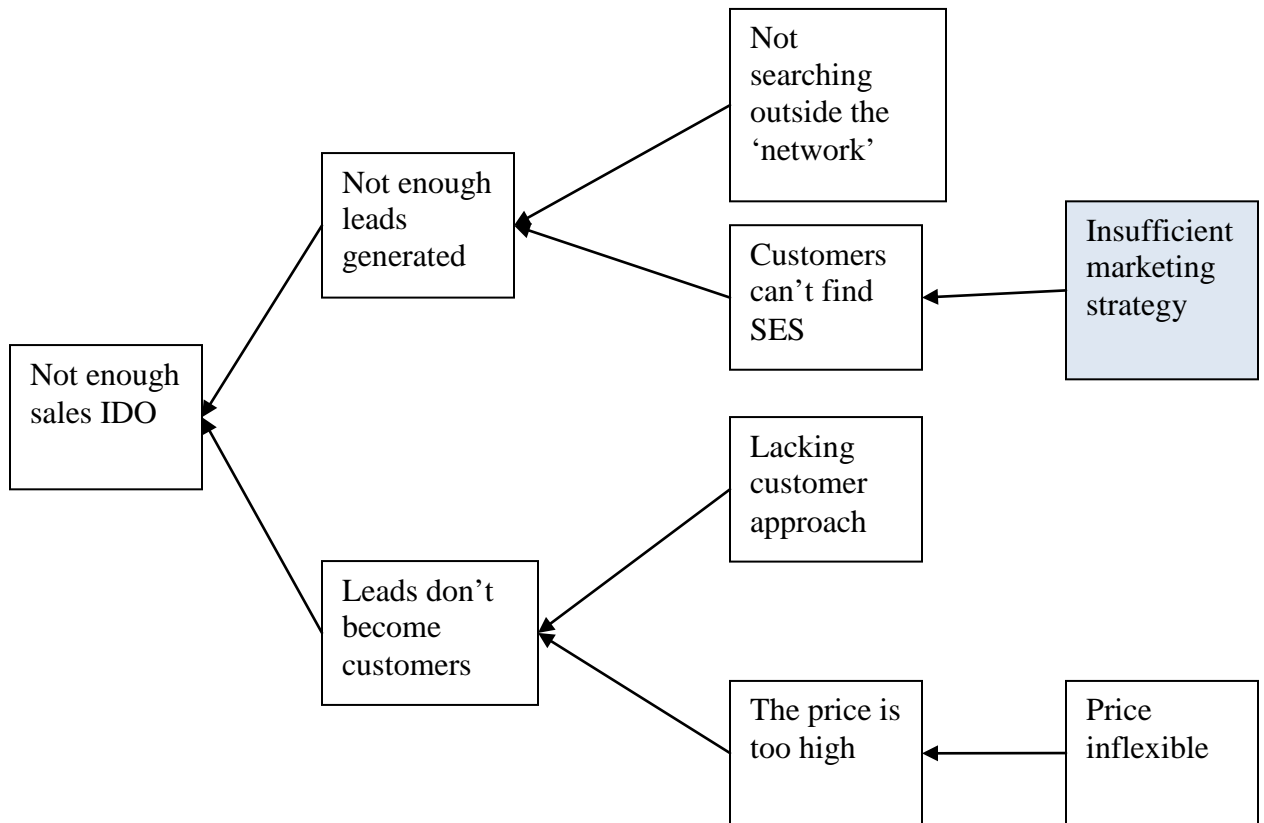 Not
searching
outside the
‘network’
Not enough
leads
generated
Customers
can’t find
SES
Insufficient
marketing
strategy
Not enough
sales IDO
Lacking
customer
approach
Leads don’t
become
customers
The price is
too high
Price
inflexible